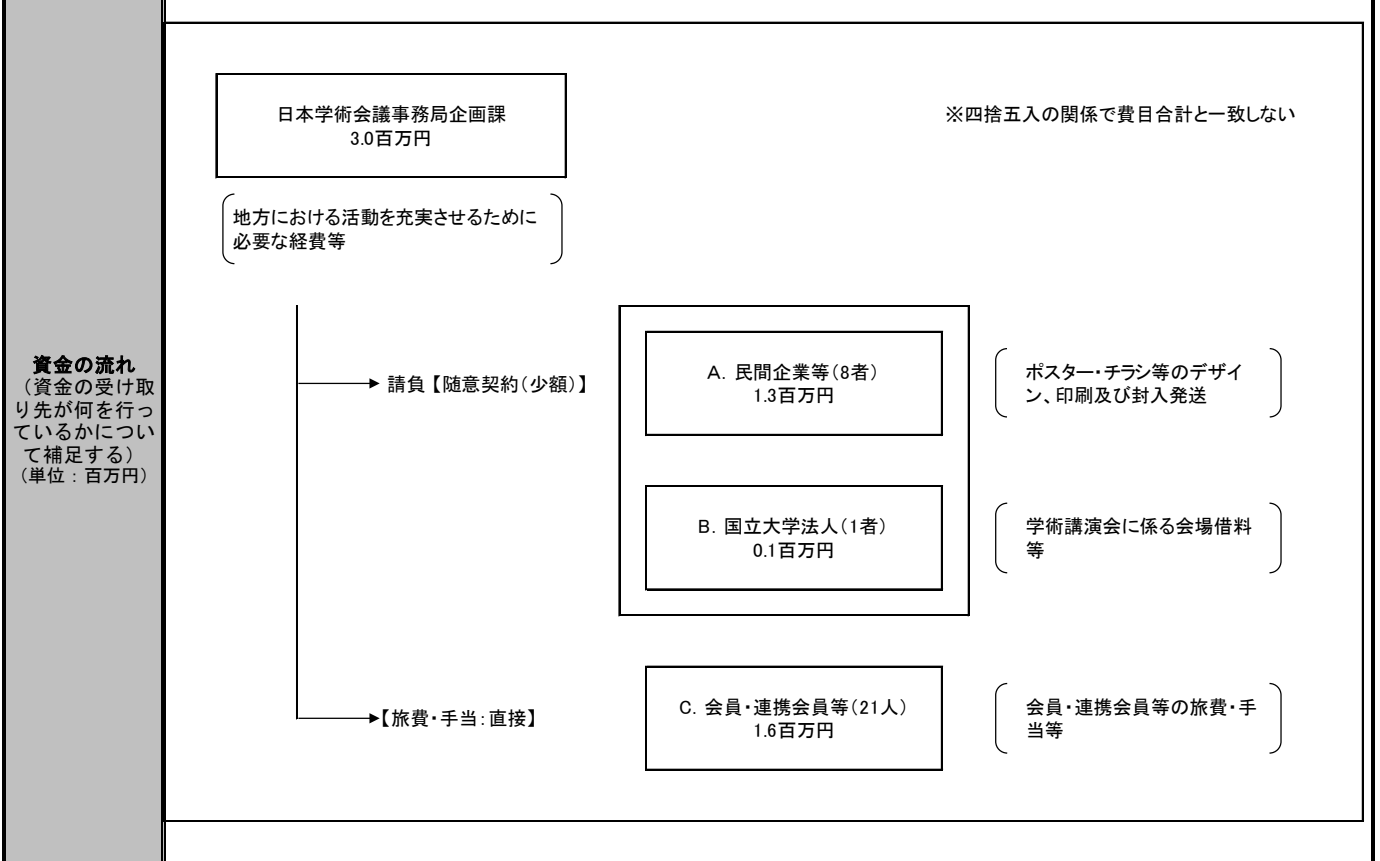 資金の流れ
（資金の受け取
り先が何を行っ
ているかについ
て補足する）
（単位：百万円）
日本学術会議事務局企画課
3.0百万円
※四捨五入の関係で費目合計と一致しない
地方における活動を充実させるために
必要な経費等
請負【随意契約（少額）】
A．民間企業等（8者）
1.3百万円
ポスター・チラシ等のデザイ
ン、印刷及び封入発送
B．国立大学法人（1者）
0.1百万円
学術講演会に係る会場借料
等
【旅費・手当：直接】
C．会員・連携会員等（21人）
1.6百万円
会員・連携会員等の旅費・手
当等